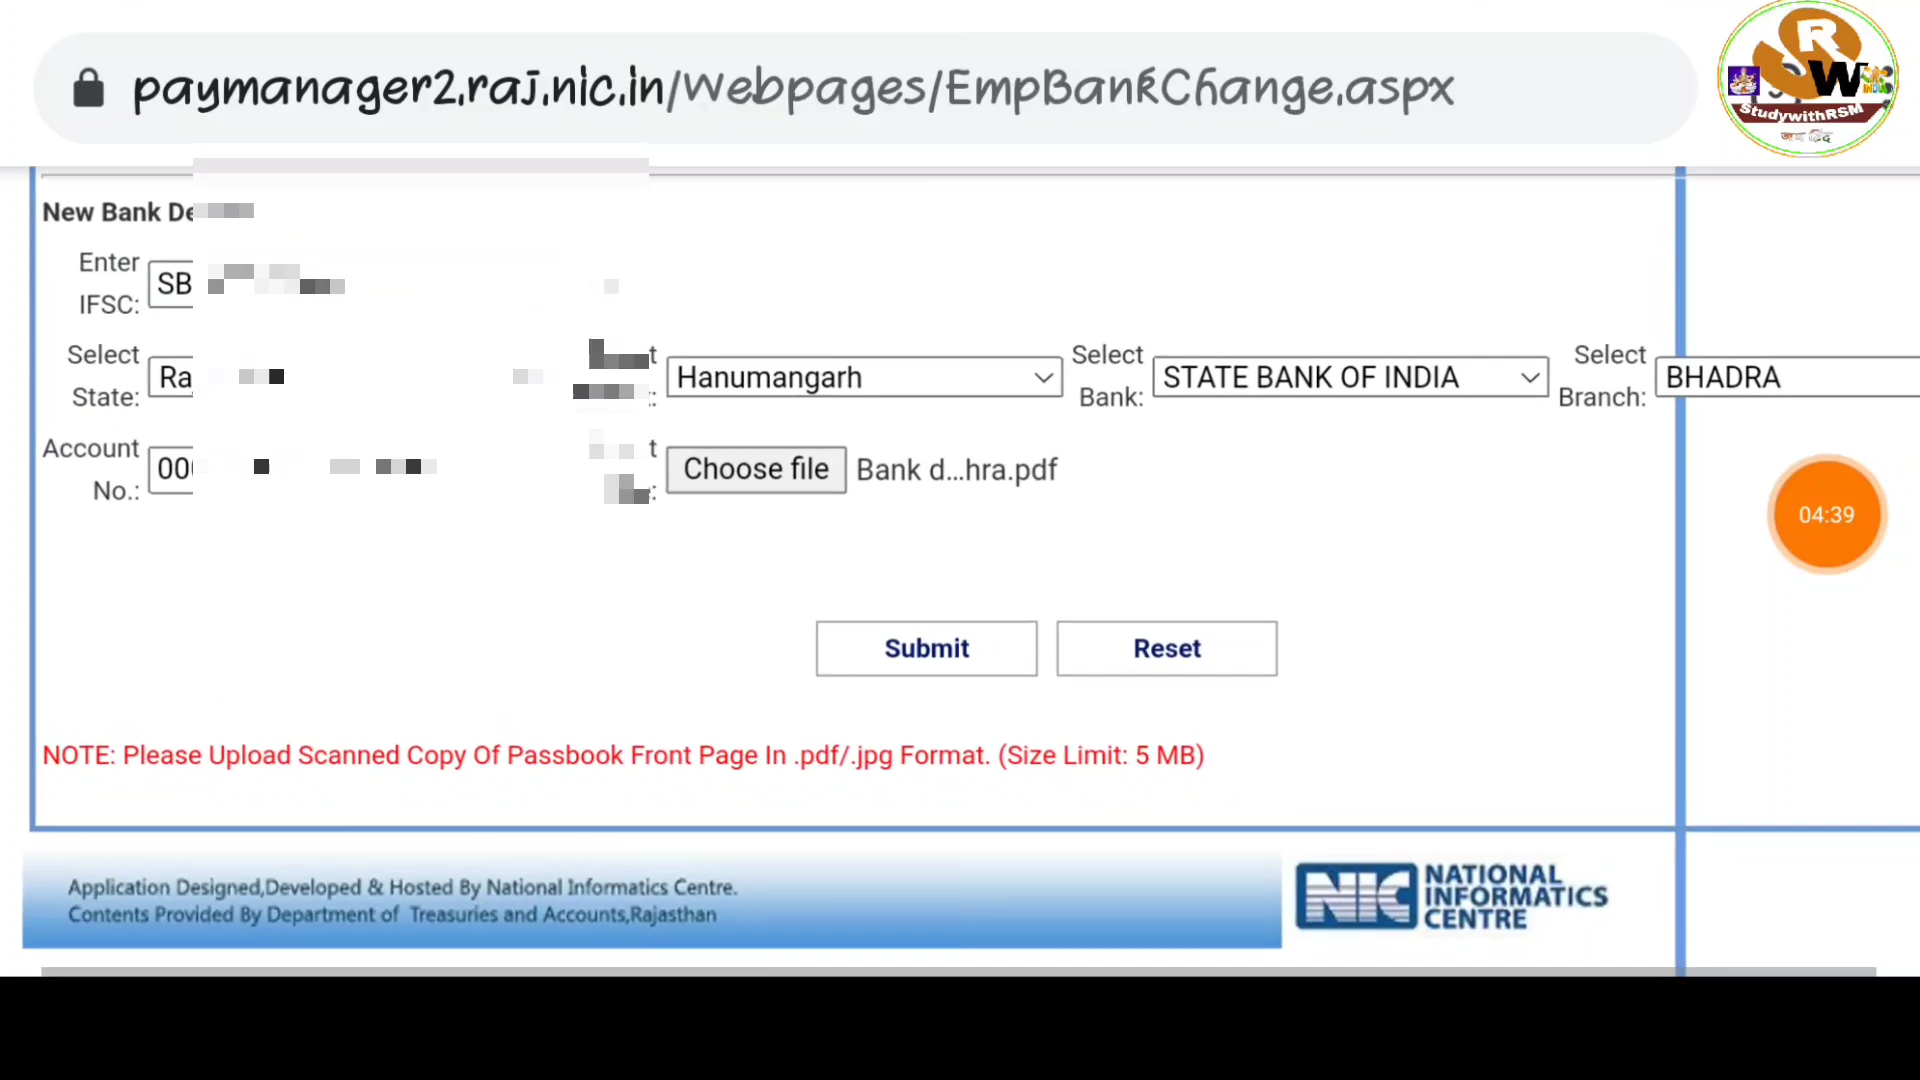 paymanager2.raj.nic.in/Webpages/EmpBankChange.aspx
R
W
StudywithRSM
New Bank De
Enter IFSC: SB
Select State: Ra
Hanumangarh
Select Bank: STATE BANK OF INDIA
Select Branch: BHADRA
Account No.: 00
Choose file Bank d...hra.pdf
04:39
Submit Reset
NOTE: Please Upload Scanned Copy Of Passbook Front Page In .pdf/.jpg Format. (Size Limit: 5 MB)
Application Designed,Developed & Hosted By National Informatics Centre.
Contents Provided By Department of Treasuries and Accounts,Rajasthan
NIC
NATIONAL
INFORMATICS
CENTRE